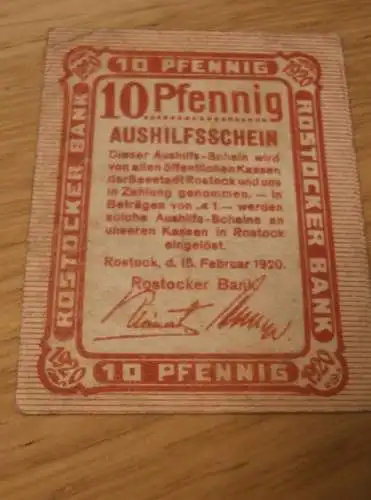 1920
10 PFENNIG
1920
ROSTOCKER BANK
ROSTOCKER BANK
10 Pfennig
AUSHILFSSCHEIN
Dieser Aushilfs-Schein wird
von allen öffentlichen Kassen
der Seestadt Rostock und uns
in Zahlung genommen. — In
Beträgen von ℳ 1 — werden
solche Aushilfs-Scheine an
unseren Kassen in Rostock
eingelöst.
Rostock, d. 15. Februar 1920.
Rostocker Bank
1920
10 PFENNIG
1920